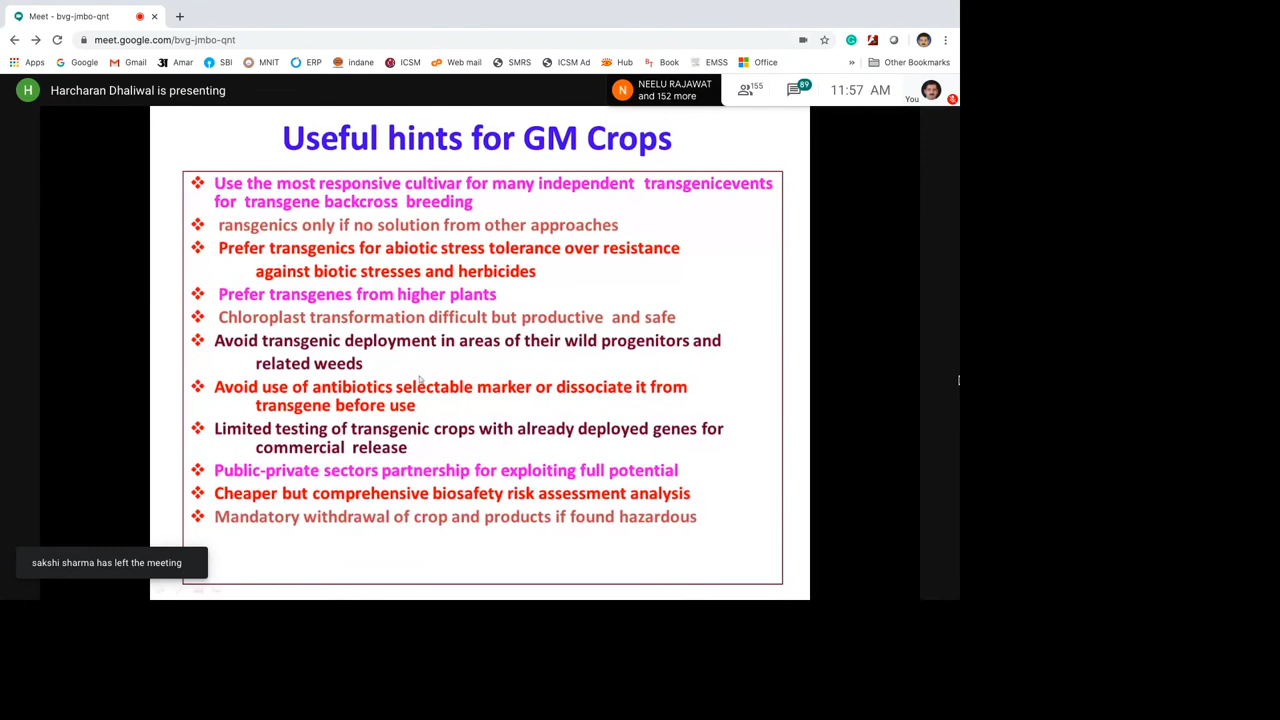 Meet - bvg-jmbo-qnt
meet.google.com/bvg-jmbo-qnt
Apps Google Gmail Amar SBI MNIT ERP indane ICSM Web mail SMRS ICSM Ad Hub Book EMSS Office » Other Bookmarks
H Harcharan Dhaliwal is presenting
N NEELU RAJAWAT
and 152 more
155
89
11:57 AM
You
Useful hints for GM Crops
Use the most responsive cultivar for many independent transgenicevents
for transgene backcross breeding
ransgenics only if no solution from other approaches
Prefer transgenics for abiotic stress tolerance over resistance
against biotic stresses and herbicides
Prefer transgenes from higher plants
Chloroplast transformation difficult but productive and safe
Avoid transgenic deployment in areas of their wild progenitors and
related weeds
Avoid use of antibiotics selectable marker or dissociate it from
transgene before use
Limited testing of transgenic crops with already deployed genes for
commercial release
Public-private sectors partnership for exploiting full potential
Cheaper but comprehensive biosafety risk assessment analysis
Mandatory withdrawal of crop and products if found hazardous
sakshi sharma has left the meeting